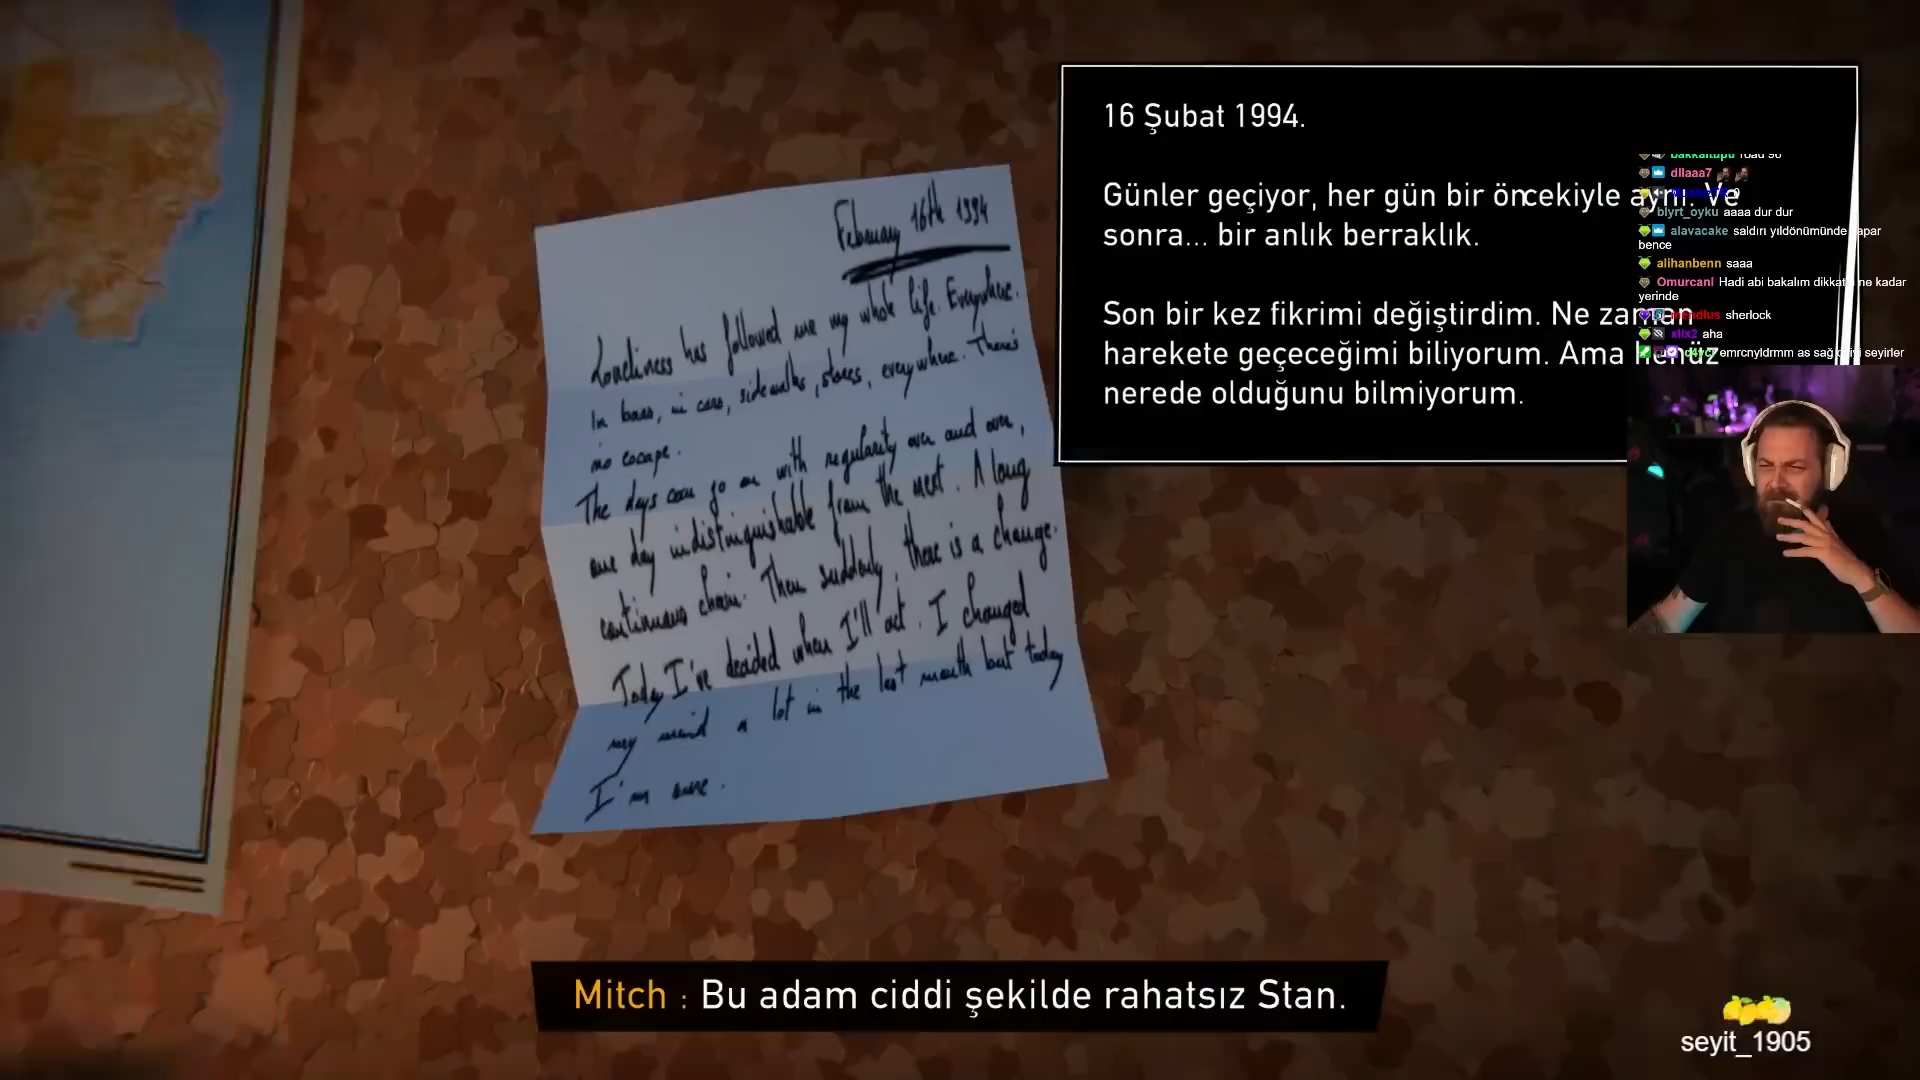 February 16th 1994
Loneliness has followed me my whole life. Everywhere.
In bars, in cars, sidewalks, stores, everywhere. There's
no escape.
The days can go on with regularity over and over,
one day indistinguishable from the next. A long
continuous chain. Then suddenly, there is a change.
Today I've decided when I'll act. I changed
my mind a lot in the last month but today
I'm sure.
16 Şubat 1994.
Günler geçiyor, her gün bir öncekiyle aynı. Ve
sonra... bir anlık berraklık.
Son bir kez fikrimi değiştirdim. Ne zaman
harekete geçeceğimi biliyorum. Ama henüz
nerede olduğunu bilmiyorum.
bakkaltupu road 96
dllaaa7
blyrt_oyku aaaa dur dur
alavacake saldırı yıldönümünde yapar
bence
alihanbenn saaa
Omurcani Hadi abi bakalım dikkat ne kadar
yerinde
sherlock
xlix2 aha
emrcnyldrmm as sağ iyi seyirler
Mitch : Bu adam ciddi şekilde rahatsız Stan.
seyit_1905